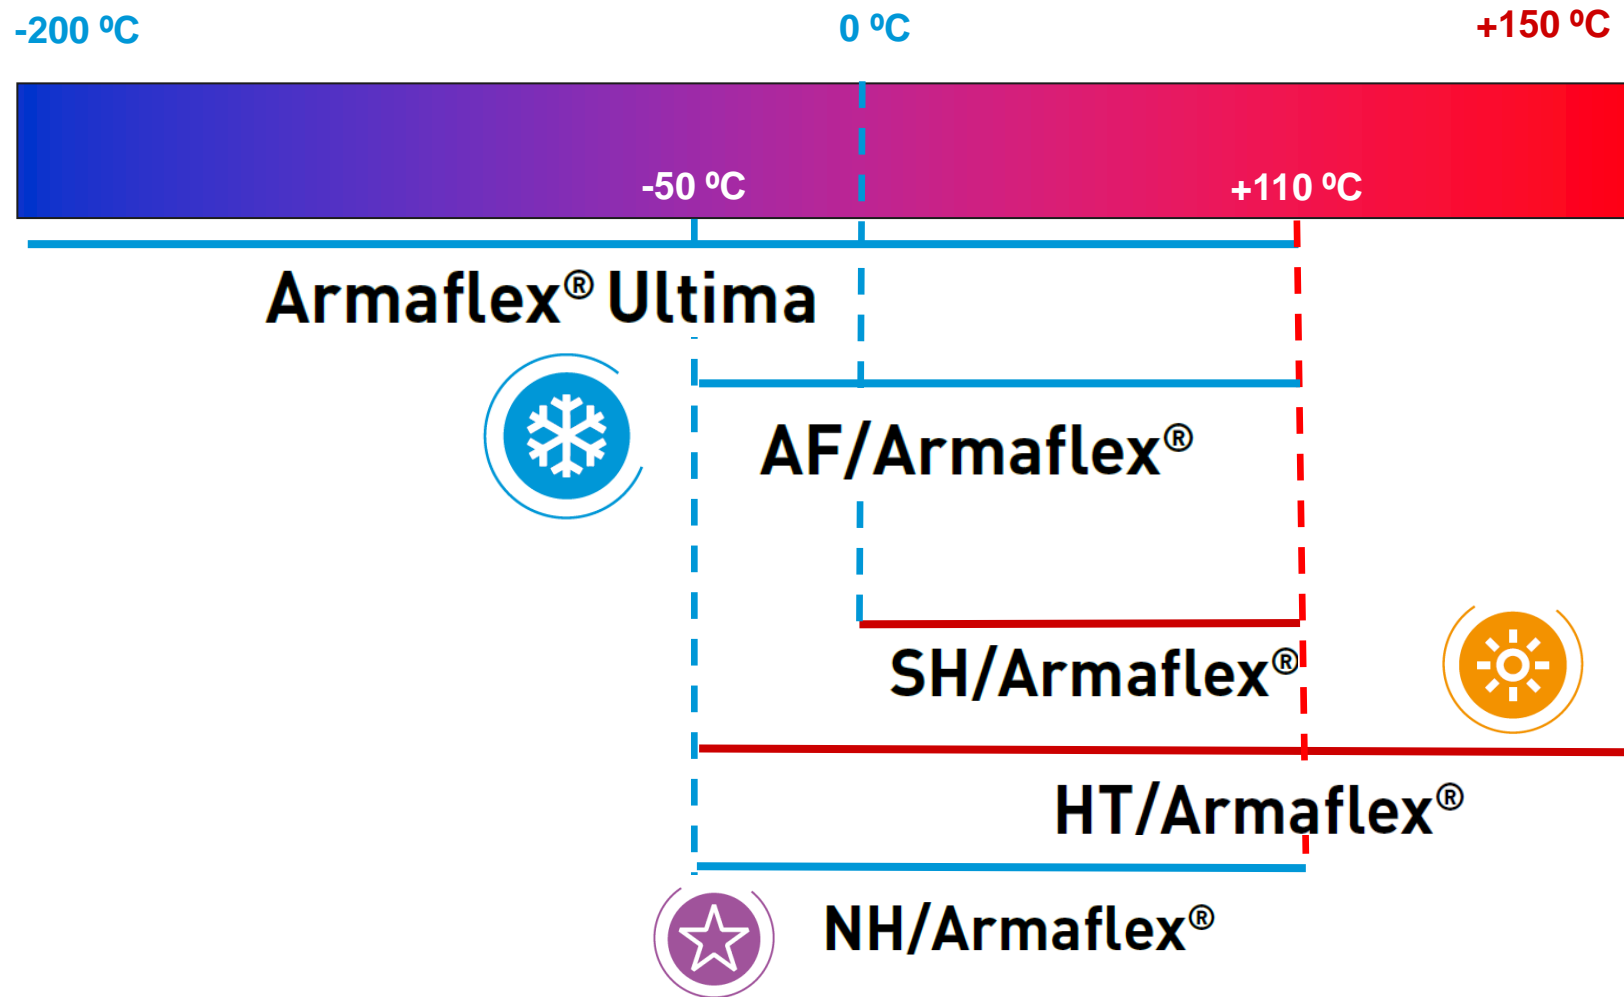 -200 ºC
0 ºC
+150 ºC
-50 ºC
+110 ºC
Armaflex® Ultima
AF/Armaflex®
SH/Armaflex®
HT/Armaflex®
NH/Armaflex®